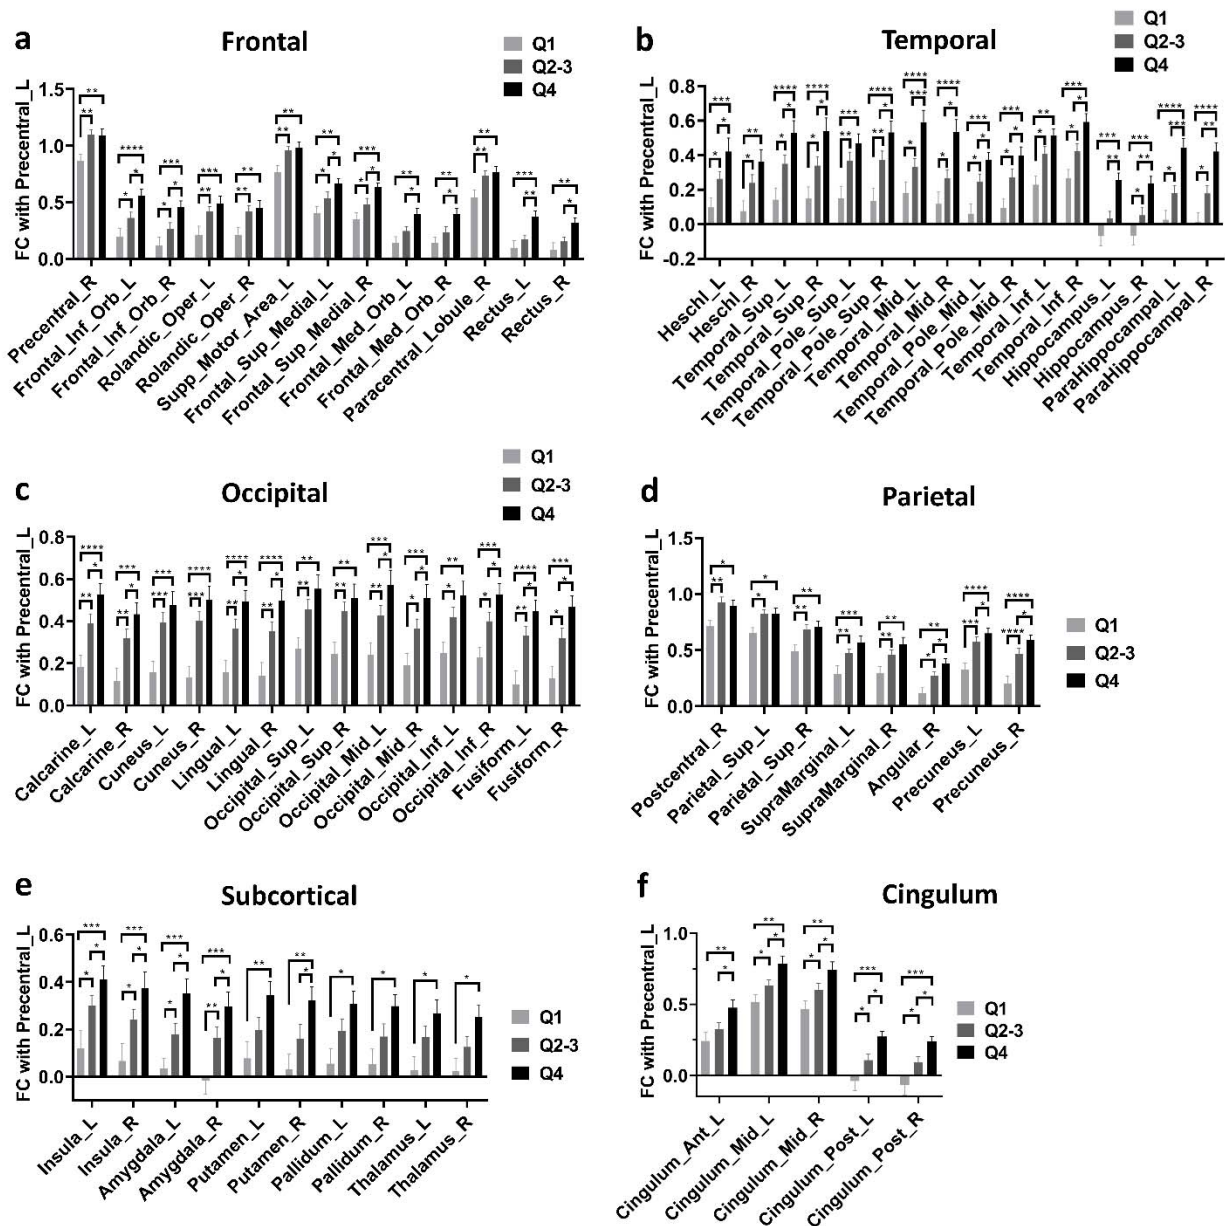 a
Frontal
Q1
Q2-3
Q4
FC with Precentral_L
1.5
1.0
0.5
0.0
Precentral_R
Frontal_Inf_Orb_L
Frontal_Inf_Orb_R
Rolandic_Oper_L
Rolandic_Oper_R
Supp_Motor_Area_L
Frontal_Sup_Medial_L
Frontal_Sup_Medial_R
Frontal_Med_Orb_L
Frontal_Med_Orb_R
Paracentral_Lobule_R
Rectus_L
Rectus_R
b
Temporal
Q1
Q2-3
Q4
FC with Precentral_L
0.8
0.6
0.4
0.2
0.0
-0.2
Heschl_L
Heschl_R
Temporal_Sup_L
Temporal_Sup_R
Temporal_Pole_Sup_L
Temporal_Pole_Sup_R
Temporal_Mid_L
Temporal_Mid_R
Temporal_Pole_Mid_L
Temporal_Pole_Mid_R
Temporal_Inf_L
Temporal_Inf_R
Hippocampus_L
Hippocampus_R
ParaHippocampal_L
ParaHippocampal_R
c
Occipital
Q1
Q2-3
Q4
FC with Precentral_L
0.8
0.6
0.4
0.2
0.0
Calcarine_L
Calcarine_R
Cuneus_L
Cuneus_R
Lingual_L
Lingual_R
Occipital_Sup_L
Occipital_Sup_R
Occipital_Mid_L
Occipital_Mid_R
Occipital_Inf_L
Occipital_Inf_R
Fusiform_L
Fusiform_R
d
Parietal
Q1
Q2-3
Q4
FC with Precentral_L
1.5
1.0
0.5
0.0
Postcentral_R
Parietal_Sup_L
Parietal_Sup_R
SupraMarginal_L
SupraMarginal_R
Angular_R
Precuneus_L
Precuneus_R
e
Subcortical
Q1
Q2-3
Q4
FC with Precentral_L
0.6
0.4
0.2
0.0
Insula_L
Insula_R
Amygdala_L
Amygdala_R
Putamen_L
Putamen_R
Pallidum_L
Pallidum_R
Thalamus_L
Thalamus_R
f
Cingulum
Q1
Q2-3
Q4
FC with Precentral_L
1.0
0.5
0.0
Cingulum_Ant_L
Cingulum_Mid_L
Cingulum_Mid_R
Cingulum_Post_L
Cingulum_Post_R